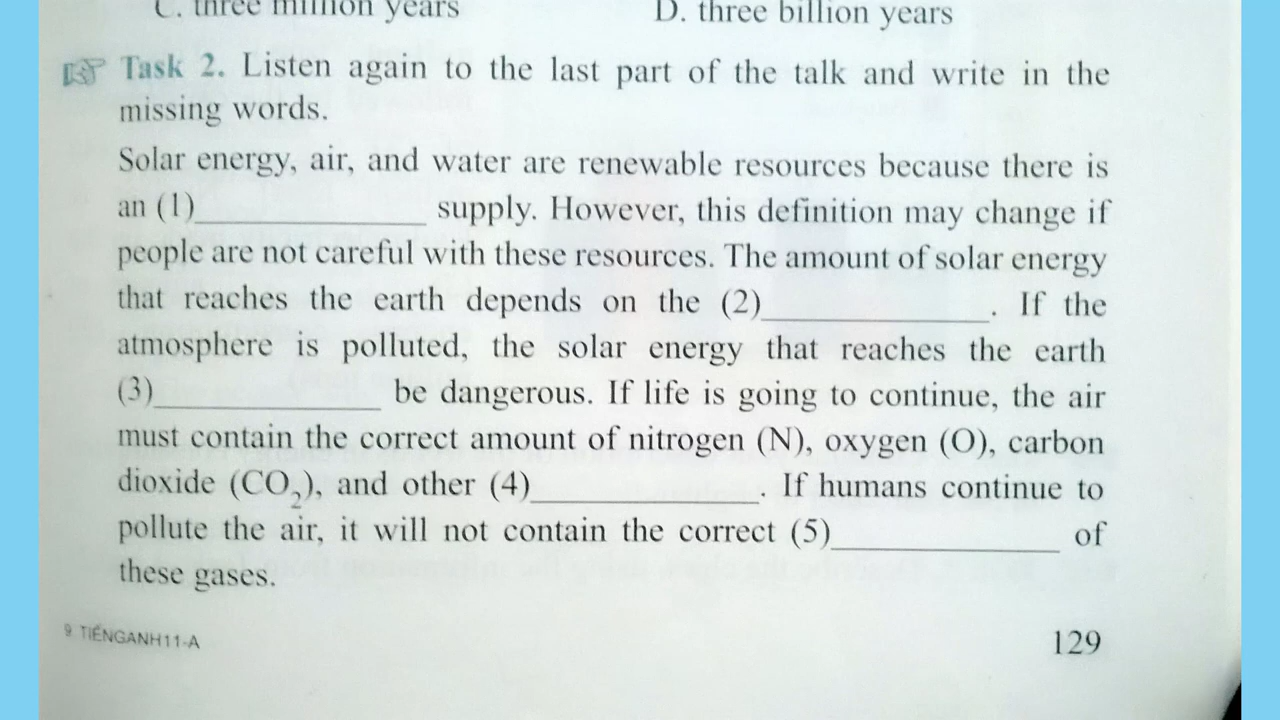 C. three million years D. three billion years
Task 2. Listen again to the last part of the talk and write in the
missing words.
Solar energy, air, and water are renewable resources because there is
an (1)______________ supply. However, this definition may change if
people are not careful with these resources. The amount of solar energy
that reaches the earth depends on the (2)______________. If the
atmosphere is polluted, the solar energy that reaches the earth
(3)______________ be dangerous. If life is going to continue, the air
must contain the correct amount of nitrogen (N), oxygen (O), carbon
dioxide (CO₂), and other (4)______________. If humans continue to
pollute the air, it will not contain the correct (5)______________ of
these gases.
9 TIẾNGANH11-A
129